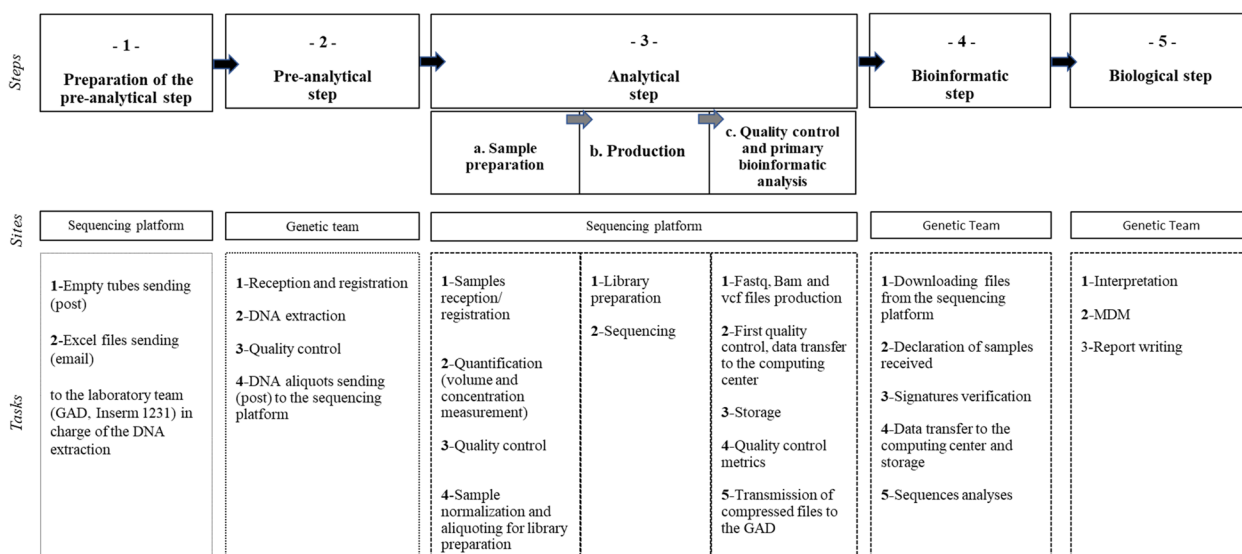 Steps
- 1 -
Preparation of the
pre-analytical step
- 2 -
Pre-analytical
step
- 3 -
Analytical
step
- 4 -
Bioinformatic
step
- 5 -
Biological step
a. Sample
preparation
b. Production
c. Quality control
and primary
bioinformatic
analysis
Sites
Sequencing platform
Genetic team
Sequencing platform
Genetic Team
Genetic Team
Tasks
1-Empty tubes sending
(post)
2-Excel files sending
(email)
to the laboratory team
(GAD, Inserm 1231) in
charge of the DNA
extraction
1-Reception and registration
2-DNA extraction
3-Quality control
4-DNA aliquots sending
(post) to the sequencing
platform
1-Samples
reception/
registration
2-Quantification
(volume and
concentration
measurement)
3-Quality control
4-Sample
normalization and
aliquoting for library
preparation
1-Library
preparation
2-Sequencing
1-Fastq, Bam and
vcf files production
2-First quality
control, data transfer
to the computing
center
3-Storage
4-Quality control
metrics
5-Transmission of
compressed files to
the GAD
1-Downloading files
from the sequencing
platform
2-Declaration of samples
received
3-Signatures verification
4-Data transfer to the
computing center and
storage
5-Sequences analyses
1-Interpretation
2-MDM
3-Report writing